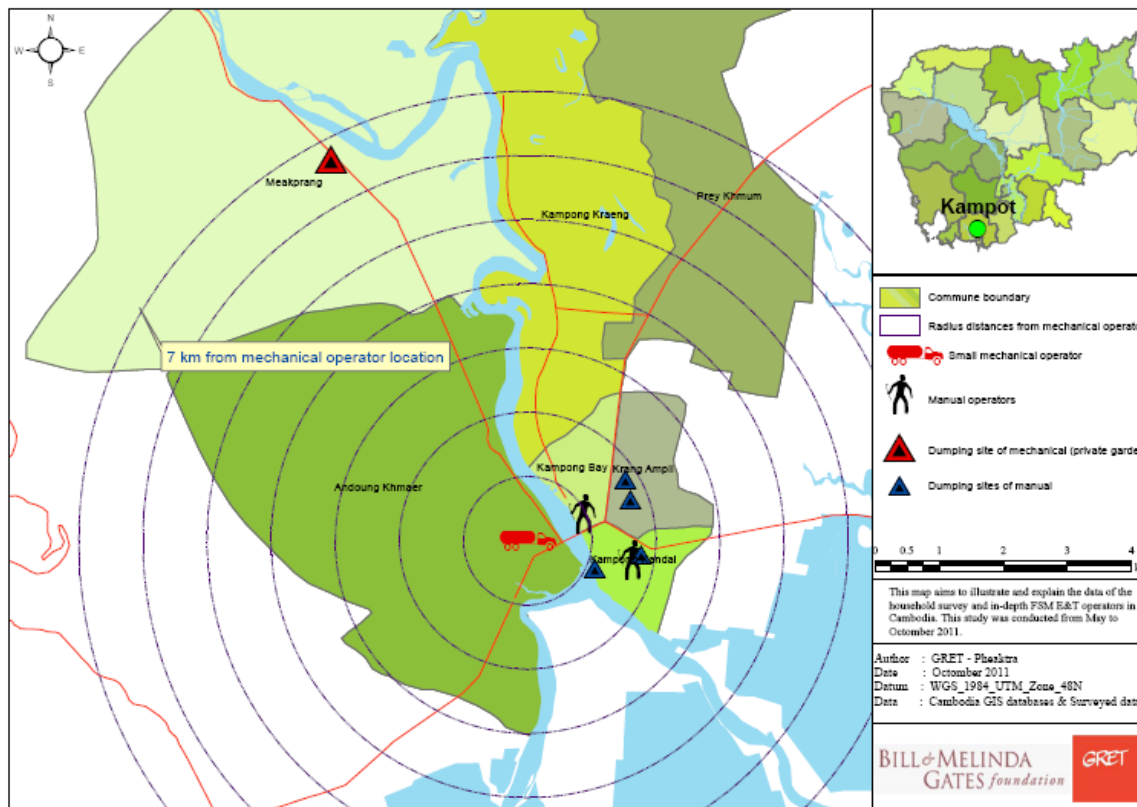 N
W
E
S
Meakprang
Kampong Kraeng
Prey Khmum
7 km from mechanical operator location
Kampong Bay
Krang Ampil
Andoung Khmaer
Kampong Kandal
Kampot
Commune boundary
Radius distances from mechanical operato
Small mechanical operator
Manual operators
Dumping site of mechanical (private garde
Dumping sites of manual
0 0.5 1 2 3 4
This map aims to illustrate and explain the data of the
household survey and in-depth FSM E&T operators in
Cambodia. This study was conducted from May to
Octomber 2011.
Author : GRET - Pheaktra
Date : Octomber 2011
Datum : WGS_1984_UTM_Zone_48N
Data : Cambodia GIS databases & Surveyed dat
BILL & MELINDA
GATES foundation
GRET